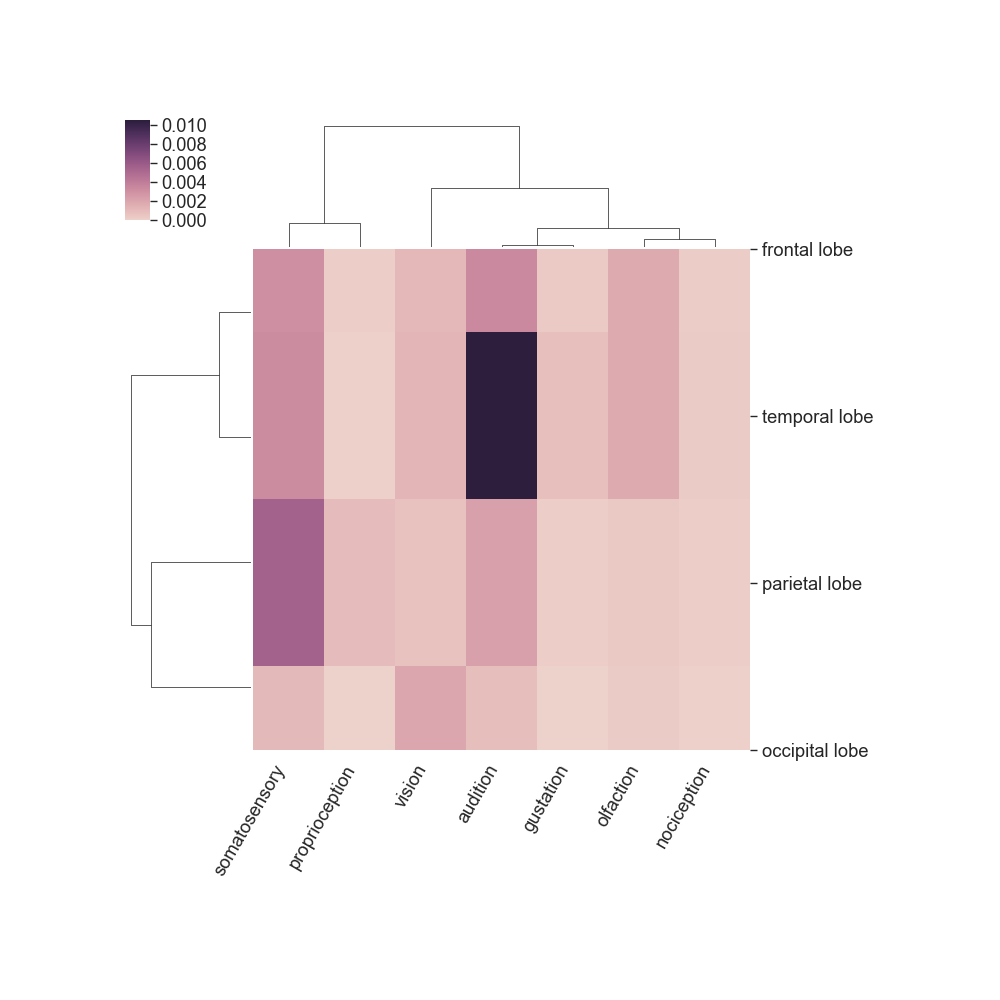 0.010
0.008
0.006
0.004
0.002
0.000
frontal lobe
temporal lobe
parietal lobe
occipital lobe
somatosensory
proprioception
vision
audition
gustation
olfaction
nociception